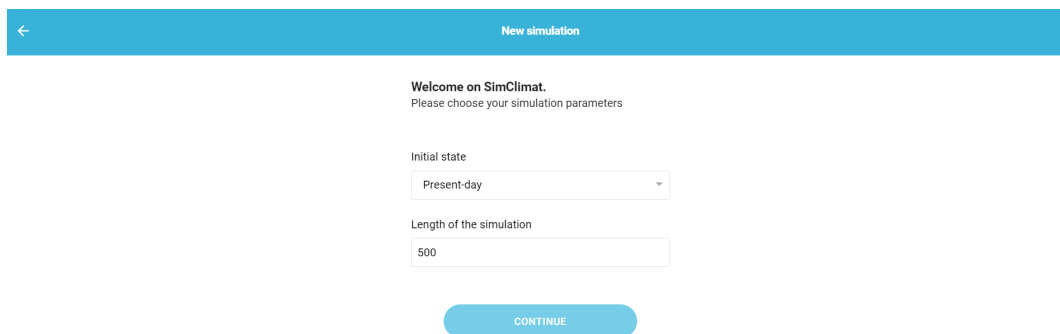 New simulation
Welcome on SimClimat.
Please choose your simulation parameters
Initial state
Present-day
Length of the simulation
500
CONTINUE